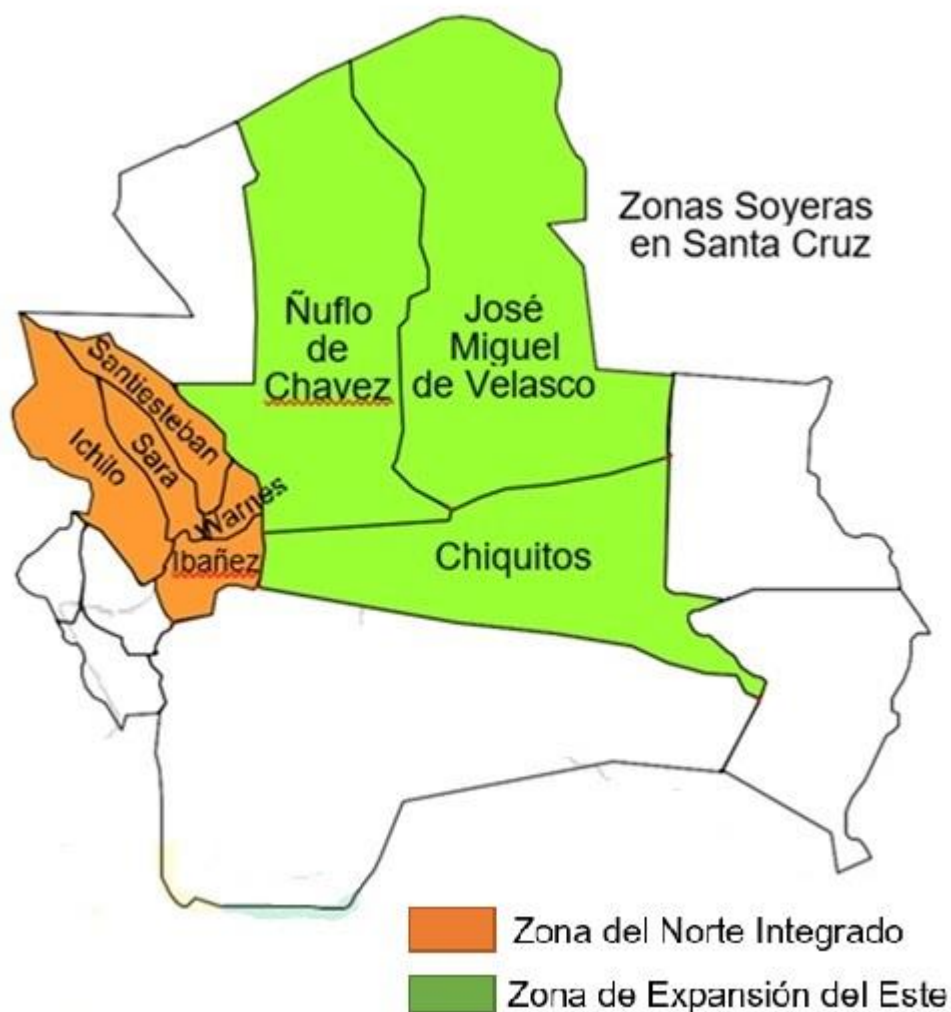 Zonas Soyeras
en Santa Cruz
Ñuflo
de
Chavez
José
Miguel
de Velasco
Santiesteban
Sara
Ichilo
Warnes
Ibañez
Chiquitos
Zona del Norte Integrado
Zona de Expansión del Este